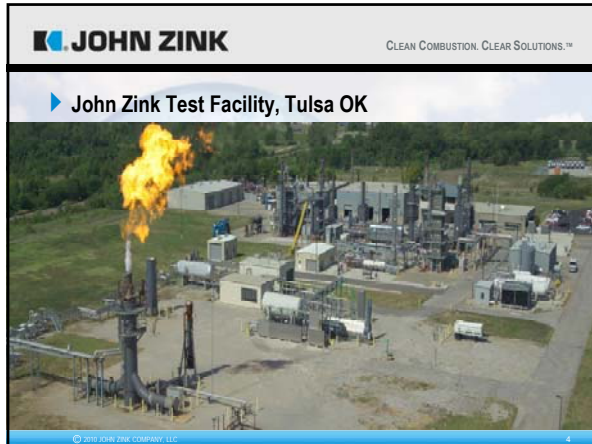 JOHN ZINK
CLEAN COMBUSTION. CLEAR SOLUTIONS.™
John Zink Test Facility, Tulsa OK
© 2010 JOHN ZINK COMPANY, LLC
4